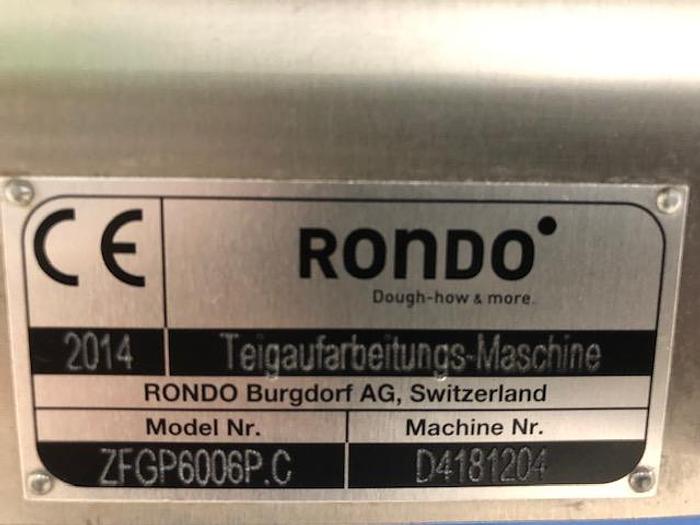 CE
RONDO
Dough-how & more.
2014 Teigaufarbeitungs-Maschine
RONDO Burgdorf AG, Switzerland
Model Nr. Machine Nr.
ZFGP6006P.C D4181204